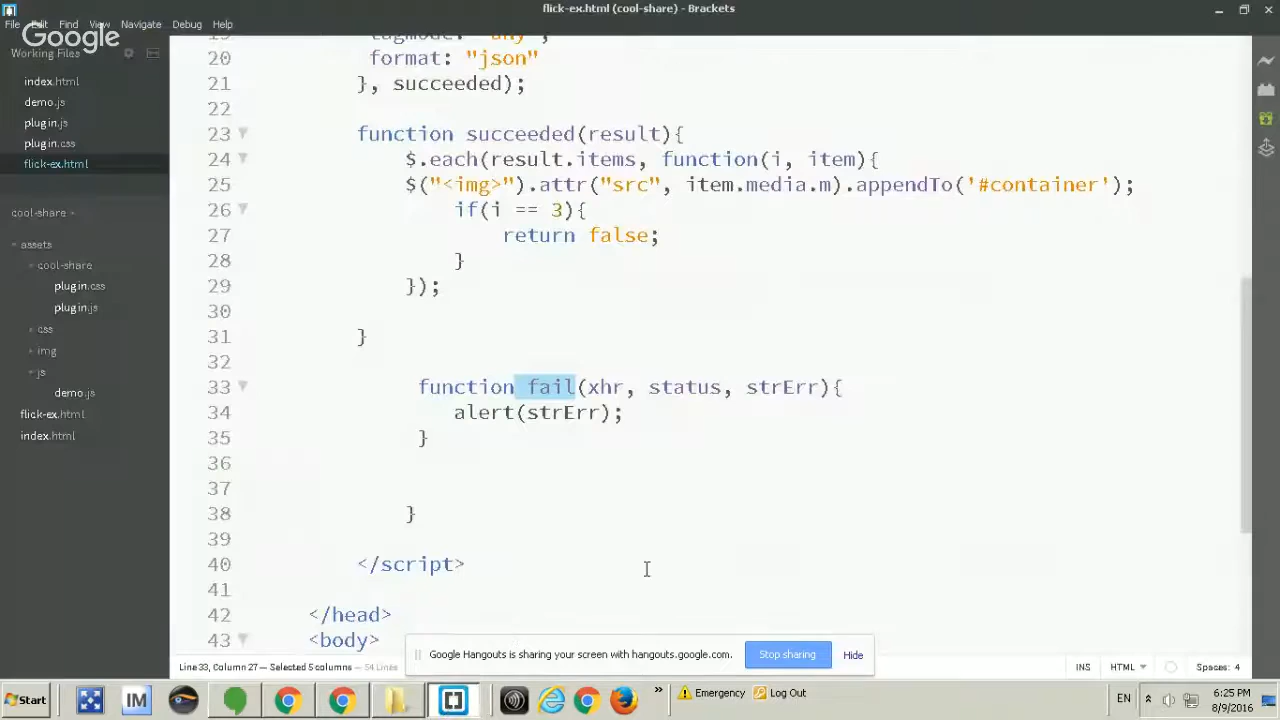 flick-ex.html (cool-share) - Brackets
File Edit Find View Navigate Debug Help
Google
Working Files
index.html
demo.js
plugin.js
plugin.css
flick-ex.html
cool-share
assets
cool-share
plugin.css
plugin.js
css
img
js
demo.js
flick-ex.html
index.html
19 tagmode: "any",
20 format: "json"
21 }, succeeded);
22
23 function succeeded(result){
24 $.each(result.items, function(i, item){
25 $("<img>").attr("src", item.media.m).appendTo('#container');
26 if(i == 3){
27 return false;
28 }
29 });
30
31 }
32
33 function fail(xhr, status, strErr){
34 alert(strErr);
35 }
36
37
38 }
39
40 </script>
41
42 </head>
43 <body>
Google Hangouts is sharing your screen with hangouts.google.com. Stop sharing Hide
Line 33, Column 27 — Selected 5 columns — 54 Lines INS HTML Spaces: 4
Start IM » Emergency Log Out EN 6:25 PM
8/9/2016